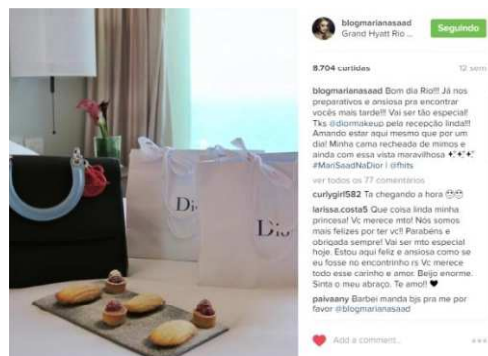 blogmarianasaad
Grand Hyatt Rio ...
Seguindo
8.704 curtidas
12 sem
blogmarianasaad Bom dia Rio!!! Já nos
preparativos e ansiosa pra encontrar
vocês mais tarde!!! Vai ser tão especial!
Tks @diormakeup pela recepção linda!!!
Amando estar aqui mesmo que por um
dia! Minha cama recheada de mimos e
ainda com essa vista maravilhosa ✨✨✨
#MariSaadNaDior | @fhits
ver todos os 77 comentários
curlygirl582 Ta chegando a hora 😍😍
larissa.costa5 Que coisa linda minha
princesa! Vc merece mto! Nós somos
mais felizes por ter vc!! Parabéns e
obrigada sempre! Vai ser mto especial
hoje. Estou aqui feliz e ansiosa como se
eu fosse no encontrinho rs Vc merece
todo esse carinho e amor. Beijo enorme.
Sinta o meu abraço. Te amo!! ♥
paivaany Barbei manda bjs pra me por
favor @blogmarianasaad
Add a comment...
Dio
Dio